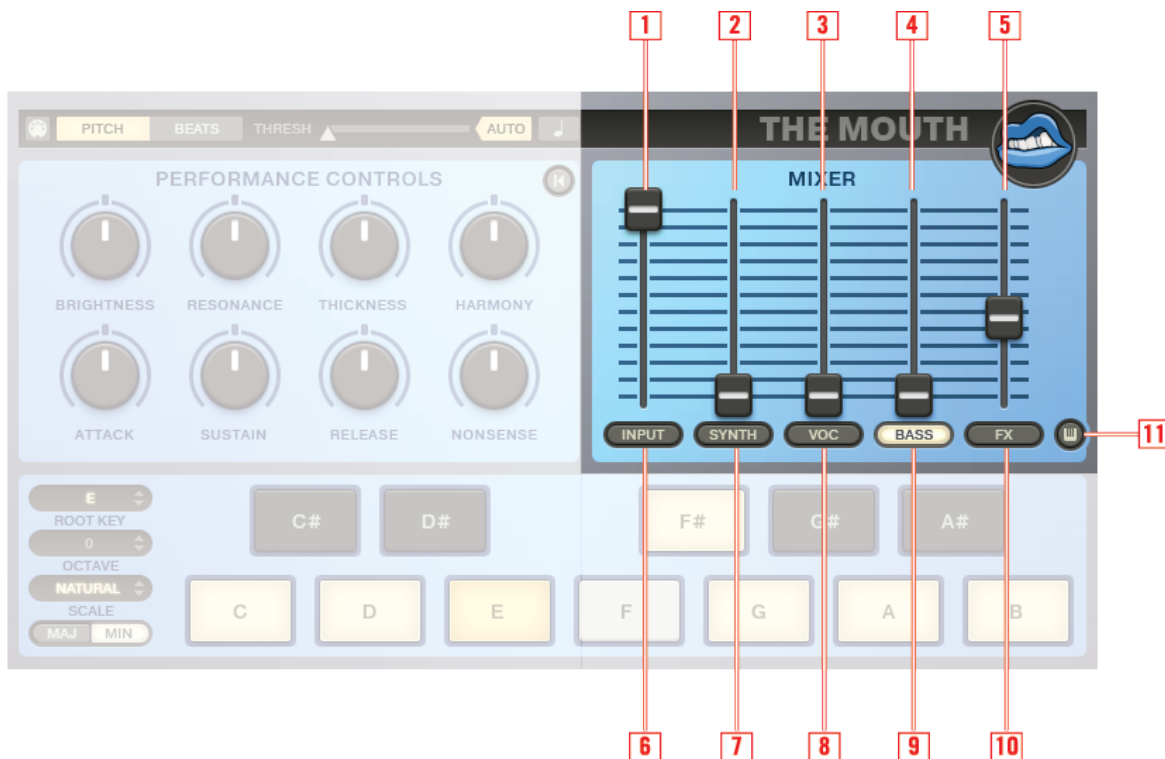 1 2 3 4 5
PITCH BEATS THRESH AUTO THE MOUTH
PERFORMANCE CONTROLS
MIXER
BRIGHTNESS RESONANCE THICKNESS HARMONY
ATTACK SUSTAIN RELEASE NONSENSE
INPUT SYNTH VOC BASS FX 11
E
ROOT KEY
0
OCTAVE
NATURAL
SCALE
MAJ MIN
C# D# F# G# A#
C D E F G A B
6 7 8 9 10